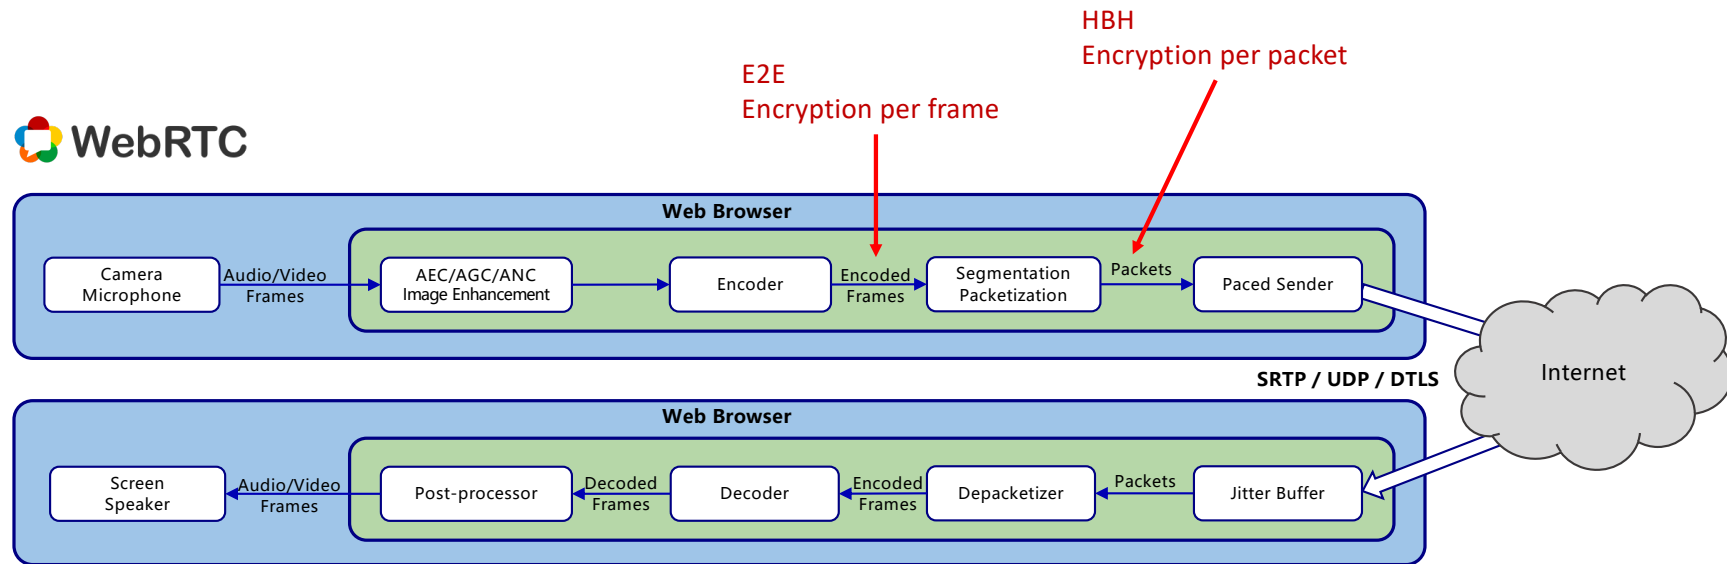 HBH
Encryption per packet
E2E
Encryption per frame
WebRTC
Web Browser
Camera
Microphone
Audio/Video
Frames
AEC/AGC/ANC
Image Enhancement
Encoder
Encoded
Frames
Segmentation
Packetization
Packets
Paced Sender
Internet
SRTP / UDP / DTLS
Web Browser
Screen
Speaker
Audio/Video
Frames
Post-processor
Decoded
Frames
Decoder
Encoded
Frames
Depacketizer
Packets
Jitter Buffer